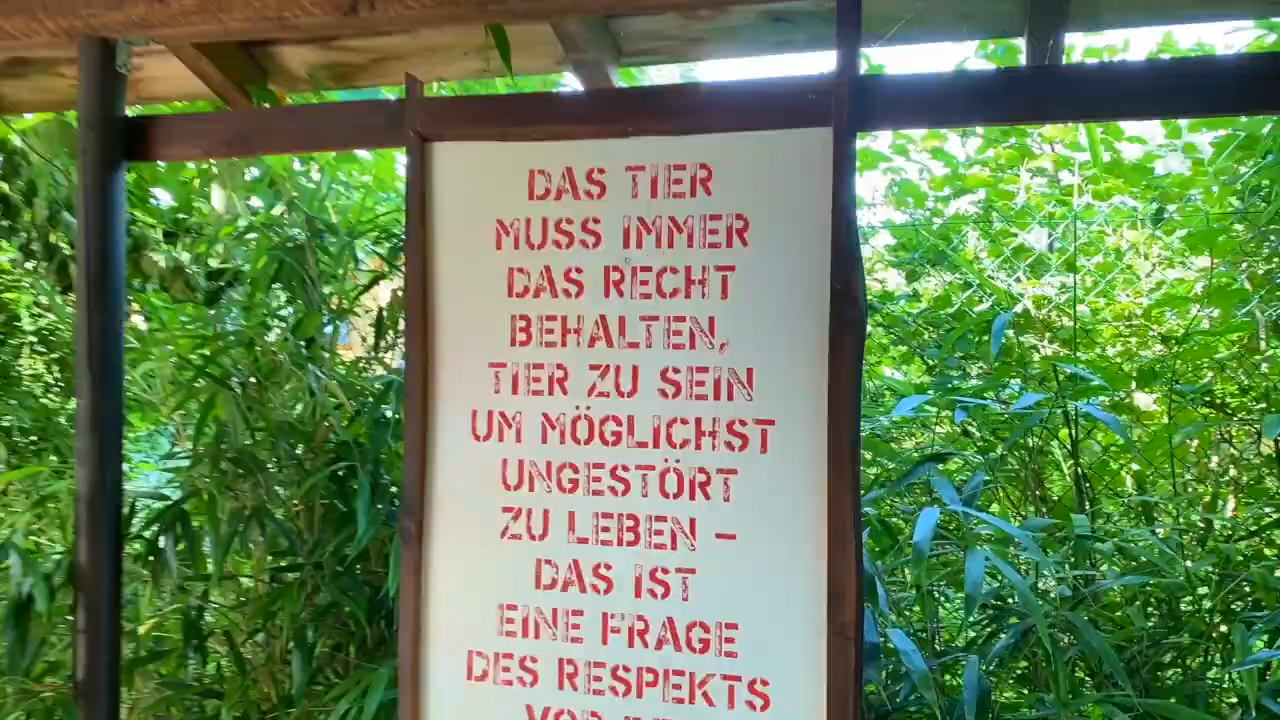 DAS TIER
MUSS IMMER
DAS RECHT
BEHALTEN,
TIER ZU SEIN
UM MÖGLICHST
UNGESTÖRT
ZU LEBEN –
DAS IST
EINE FRAGE
DES RESPEKTS
VOR